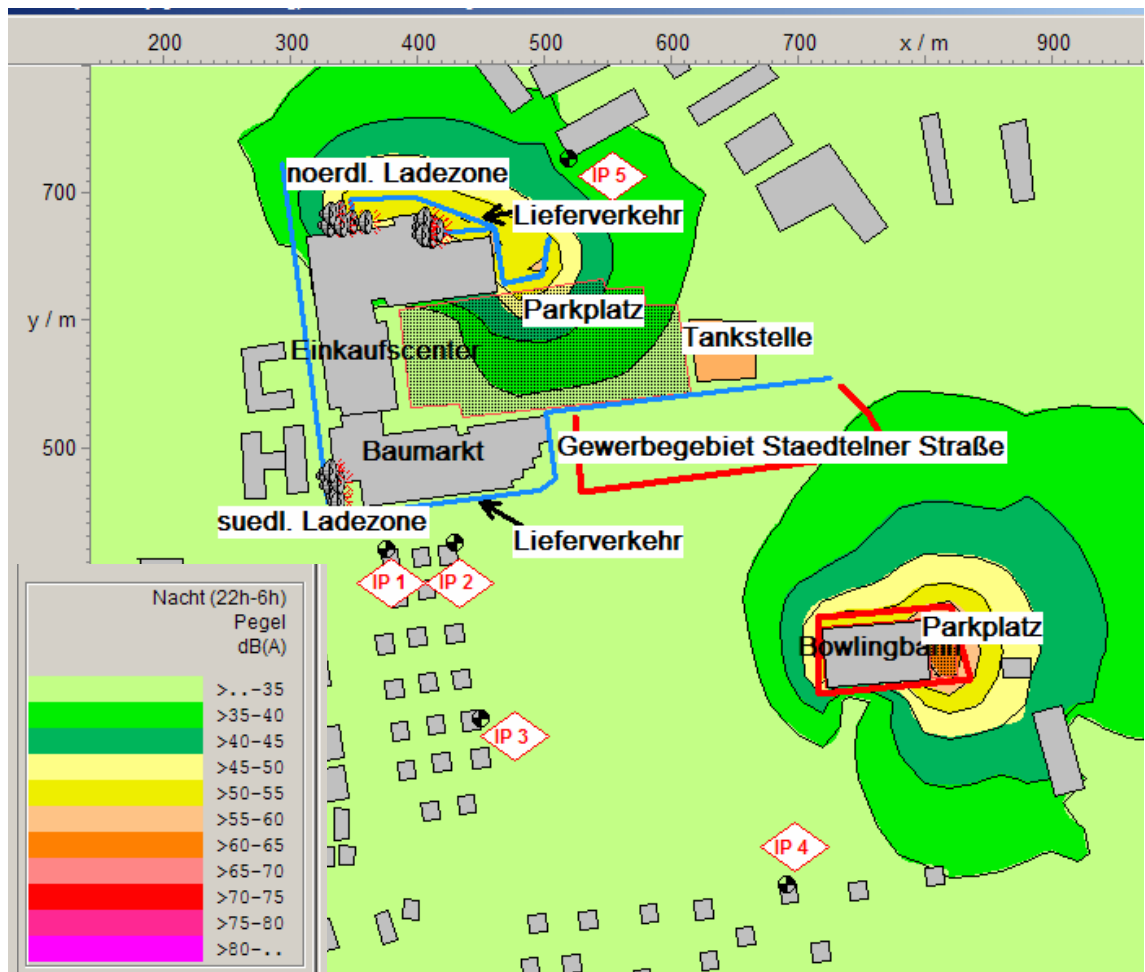 200 300 400 500 600 700 x / m 900
noerdl. Ladezone
IP 5
700
Lieferverkehr
y / m
Parkplatz
Tankstelle
Einkaufscenter
500
Baumarkt
Gewerbegebiet Staedtelner Straße
suedl. Ladezone
Lieferverkehr
IP 1
IP 2
Nacht (22h-6h)
Pegel
dB(A)
Parkplatz
Bowlingbahn
>..-35
>35-40
>40-45
IP 3
>45-50
>50-55
>55-60
>60-65
IP 4
>65-70
>70-75
>75-80
>80-..